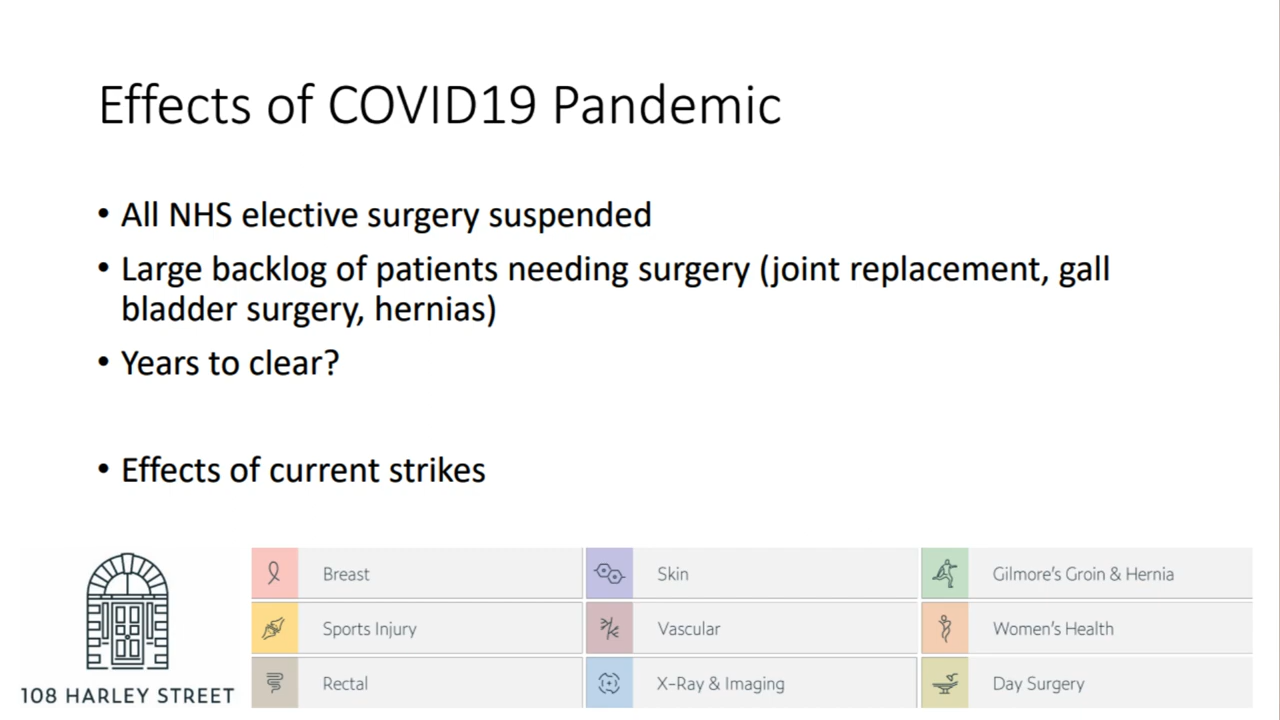 Effects of COVID19 Pandemic
• All NHS elective surgery suspended
• Large backlog of patients needing surgery (joint replacement, gall
bladder surgery, hernias)
• Years to clear?
• Effects of current strikes
108 HARLEY STREET
Breast
Skin
Gilmore's Groin & Hernia
Sports Injury
Vascular
Women's Health
Rectal
X-Ray & Imaging
Day Surgery